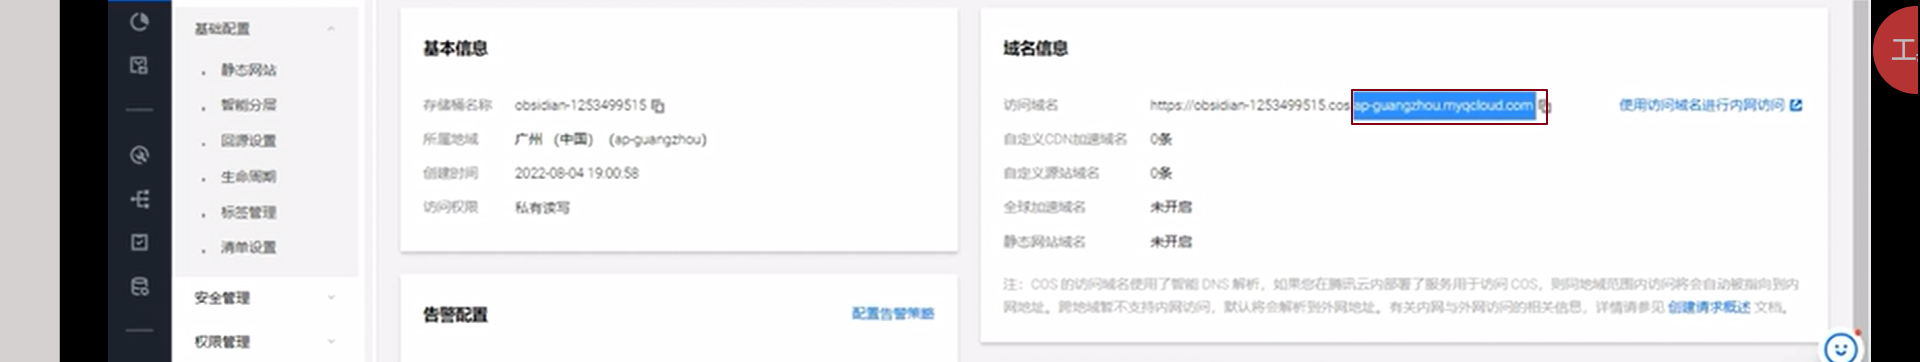 基础配置
静态网站
智能分层
回源设置
生命周期
标签管理
清单设置
安全管理
权限管理
基本信息
存储桶名称 obsidian-1253499515
所属地域 广州 (中国) (ap-guangzhou)
创建时间 2022-08-04 19:00:58
访问权限 私有读写
告警配置 配置告警策略
域名信息
访问域名 https://obsidian-1253499515.cos.ap-guangzhou.myqcloud.com 使用访问域名进行内网访问
自定义CDN加速域名 0条
自定义源站域名 0条
全球加速域名 未开启
静态网站域名 未开启
注：COS 的访问域名使用了智能 DNS 解析，如果您在腾讯云内部署了服务用于访问 COS，则同地域范围内访问将会自动被指向到内
网地址。跨地域暂不支持内网访问，默认将会解析到外网地址。有关内网与外网访问的相关信息，详情请参见 创建请求概述 文档。
工